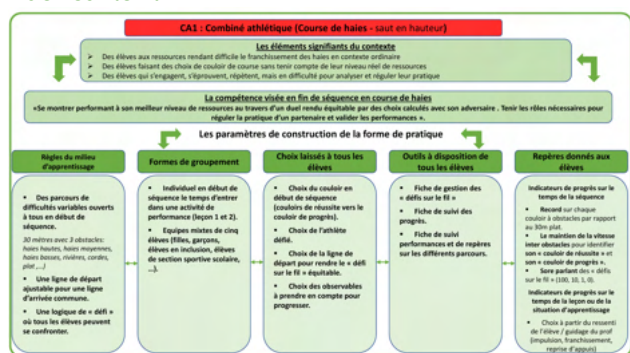 CA1 : Combiné athlétique (Course de haies - saut en hauteur)
Les éléments signifiants du contexte
➢ Des élèves aux ressources rendant difficile le franchissement des haies en contexte ordinaire
➢ Des élèves faisant des choix de couloir de course sans tenir compte de leur niveau réel de ressources
➢ Des élèves qui s'engagent, s'éprouvent, répètent, mais en difficulté pour analyser et réguler leur pratique
La compétence visée en fin de séquence en course de haies
«Se montrer performant à son meilleur niveau de ressources au travers d'un duel rendu équitable par des choix calculés avec son adversaire . Tenir les rôles nécessaires pour
réguler la pratique d'un partenaire et valider les performances ».
Les paramètres de construction de la forme de pratique
Règles du milieu
d'apprentissage
▪ Des parcours de
difficultés variables ouverts
à tous en début de
séquence.
30 mètres avec 3 obstacles:
haies hautes, haies moyennes,
haies basses, rivières, cordes,
plat ,...)
▪ Une ligne de départ
ajustable pour une ligne
d'arrivée commune.
▪ Une logique de « défi »
où tous les élèves peuvent
se confronter.
Formes de groupement
▪ Individuel en début de
séquence le temps d'entrer
dans une activité de
performance (leçon 1 et 2).
▪ Equipes mixtes de cinq
élèves (filles, garçons,
élèves en inclusion, élèves
de section sportive scolaire,
...).
Choix laissés à tous les
élèves
▪ Choix du couloir en
début de séquence
(couloirs de réussite vers le
couloir de progrès).
▪ Choix de l'athlète
défié.
▪ Choix de la ligne de
départ pour rendre le « défi
sur le fil » équitable.
▪ Choix des observables
à prendre en compte pour
progresser.
Outils à disposition de
tous les élèves
▪ Fiche de gestion des
« défis sur le fil »
▪ Fiche de suivi des
progrès.
▪ Fiche de suivi
performances et de repères
sur les différents parcours.
Repères donnés aux
élèves
Indicateurs de progrès sur le
temps de la séquence
▪ Record sur chaque
couloir à obstacles par rapport
au 30m plat.
▪ La maintien de la vitesse
inter obstacles pour identifier
son « couloir de réussite » et
son « couloir de progrès ».
▪ Sore parlant des « défis
sur le fil » (100, 10, 1, 0).
Indicateurs de progrès sur le
temps de la leçon ou de la
situation d'apprentissage
▪ Choix à partir du ressenti
de l'élève / guidage du prof
(impulsion, franchissement,
reprise d'appuis)